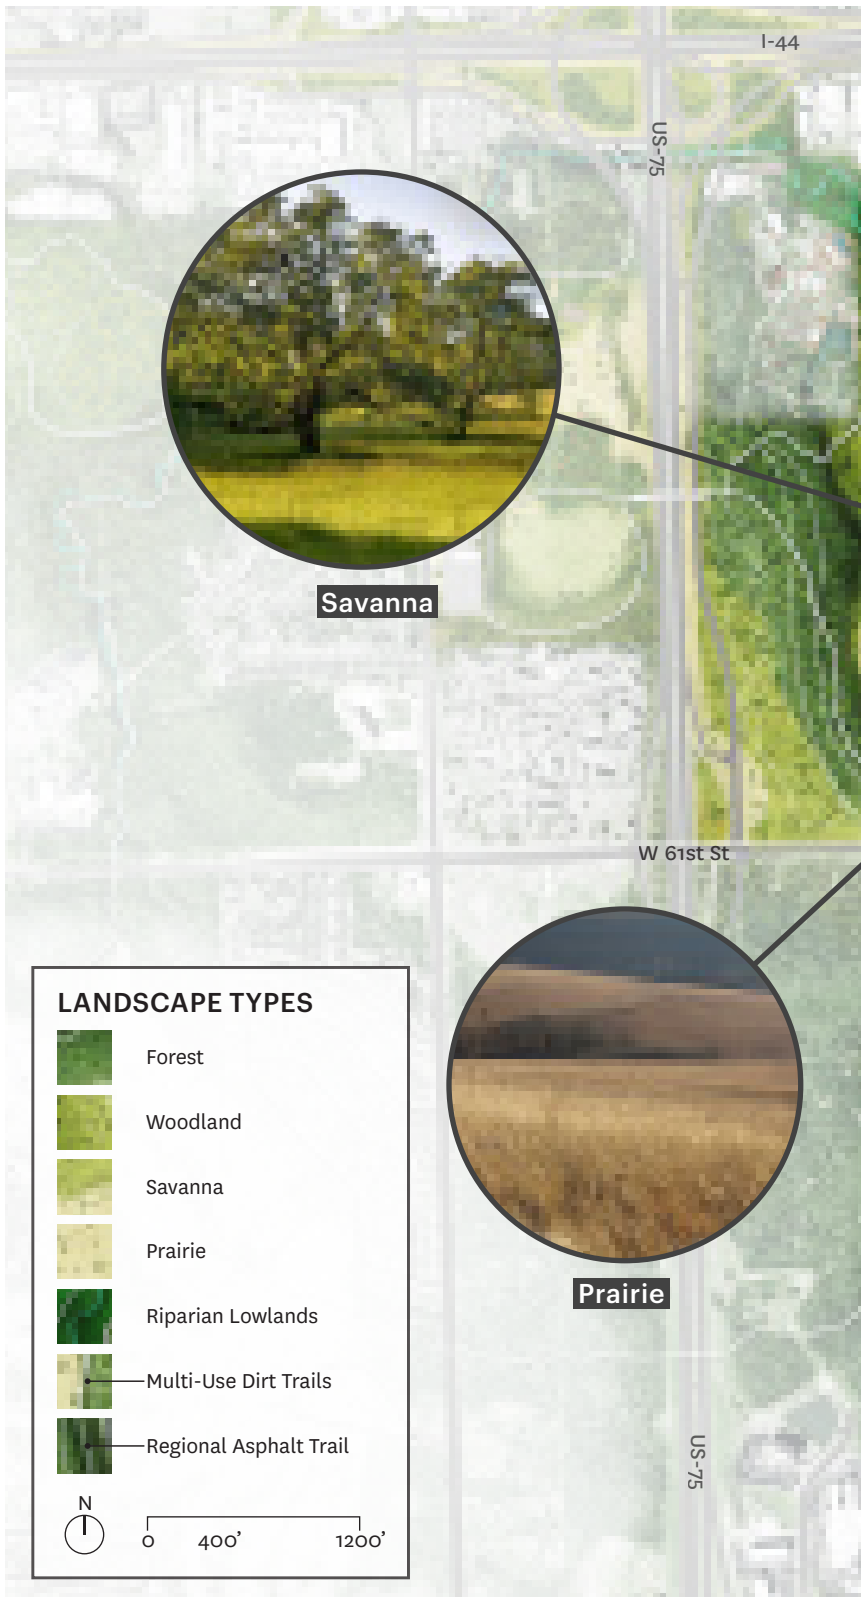 I-44
US-75
Savanna
W 61st St
LANDSCAPE TYPES
Forest
Woodland
Savanna
Prairie
Riparian Lowlands
Multi-Use Dirt Trails
Regional Asphalt Trail
N
0 400’ 1200’
Prairie
US-75